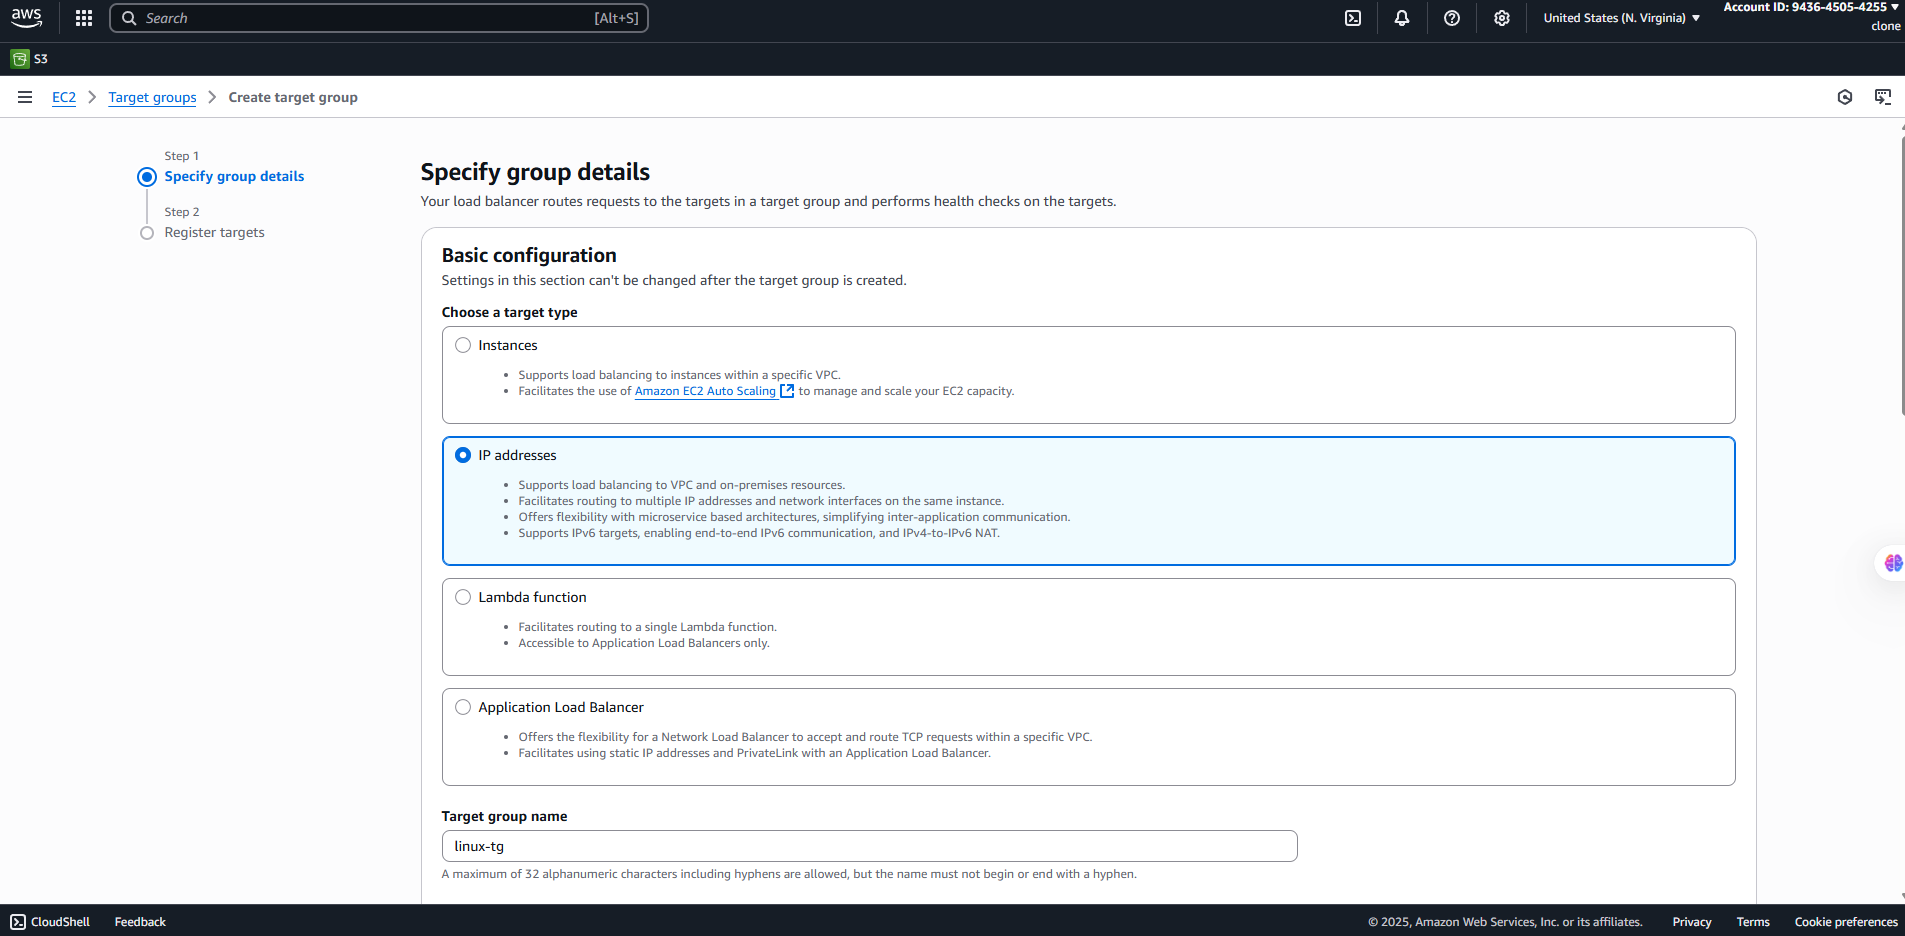 aws
Search
[Alt+S]
United States (N. Virginia)
Account ID: 9436-4505-4255
clone
S3
EC2
Target groups
Create target group
Step 1
Specify group details
Step 2
Register targets
Specify group details
Your load balancer routes requests to the targets in a target group and performs health checks on the targets.
Basic configuration
Settings in this section can't be changed after the target group is created.
Choose a target type
Instances
Supports load balancing to instances within a specific VPC.
Facilitates the use of Amazon EC2 Auto Scaling to manage and scale your EC2 capacity.
IP addresses
Supports load balancing to VPC and on-premises resources.
Facilitates routing to multiple IP addresses and network interfaces on the same instance.
Offers flexibility with microservice based architectures, simplifying inter-application communication.
Supports IPv6 targets, enabling end-to-end IPv6 communication, and IPv4-to-IPv6 NAT.
Lambda function
Facilitates routing to a single Lambda function.
Accessible to Application Load Balancers only.
Application Load Balancer
Offers the flexibility for a Network Load Balancer to accept and route TCP requests within a specific VPC.
Facilitates using static IP addresses and PrivateLink with an Application Load Balancer.
Target group name
linux-tg
A maximum of 32 alphanumeric characters including hyphens are allowed, but the name must not begin or end with a hyphen.
CloudShell
Feedback
© 2025, Amazon Web Services, Inc. or its affiliates.
Privacy
Terms
Cookie preferences